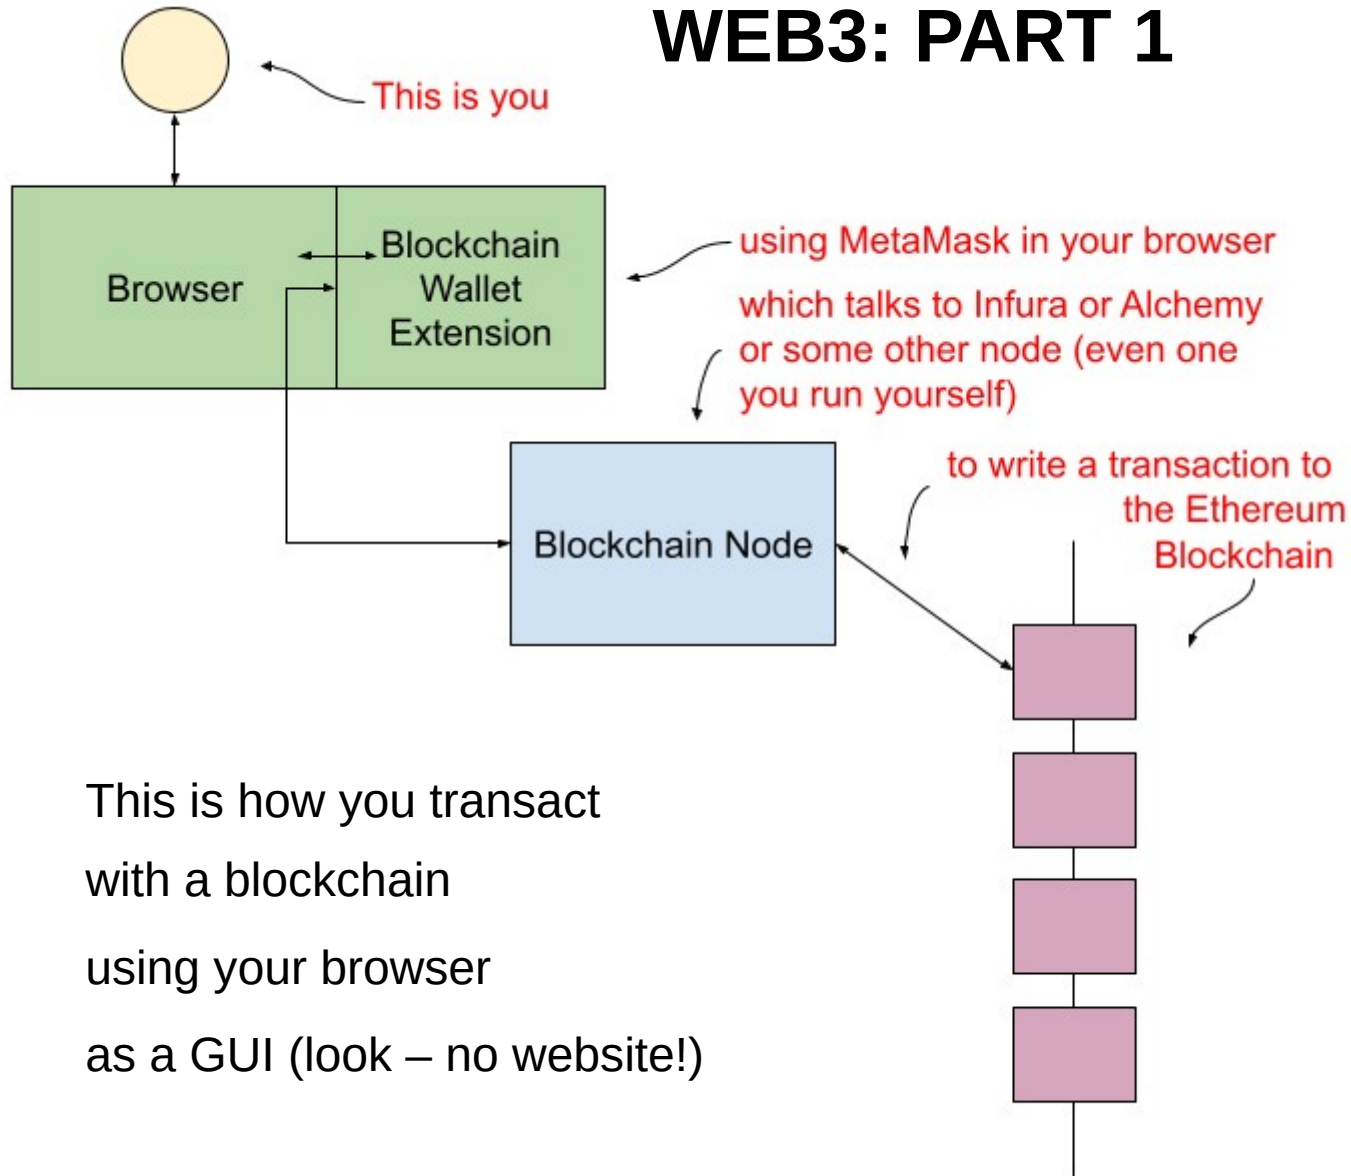 WEB3: PART 1
This is you
Browser
Blockchain
Wallet
Extension
using MetaMask in your browser
which talks to Infura or Alchemy
or some other node (even one
you run yourself)
Blockchain Node
to write a transaction to
the Ethereum
Blockchain
This is how you transact
with a blockchain
using your browser
as a GUI (look – no website!)